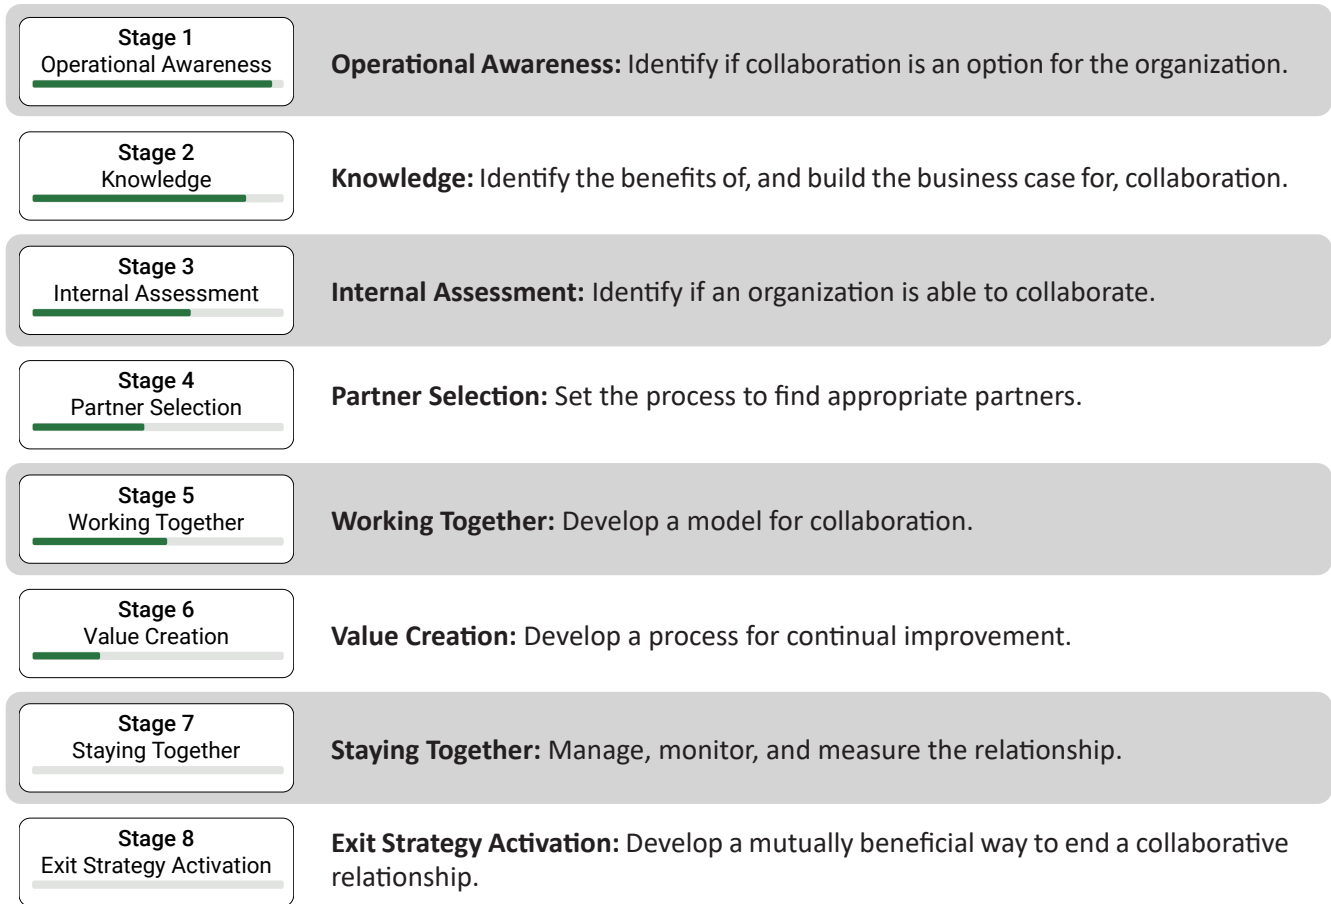 Stage 1
Operational Awareness
Operational Awareness: Identify if collaboration is an option for the organization.
Stage 2
Knowledge
Knowledge: Identify the benefits of, and build the business case for, collaboration.
Stage 3
Internal Assessment
Internal Assessment: Identify if an organization is able to collaborate.
Stage 4
Partner Selection
Partner Selection: Set the process to find appropriate partners.
Stage 5
Working Together
Working Together: Develop a model for collaboration.
Stage 6
Value Creation
Value Creation: Develop a process for continual improvement.
Stage 7
Staying Together
Staying Together: Manage, monitor, and measure the relationship.
Stage 8
Exit Strategy Activation
Exit Strategy Activation: Develop a mutually beneficial way to end a collaborative
relationship.